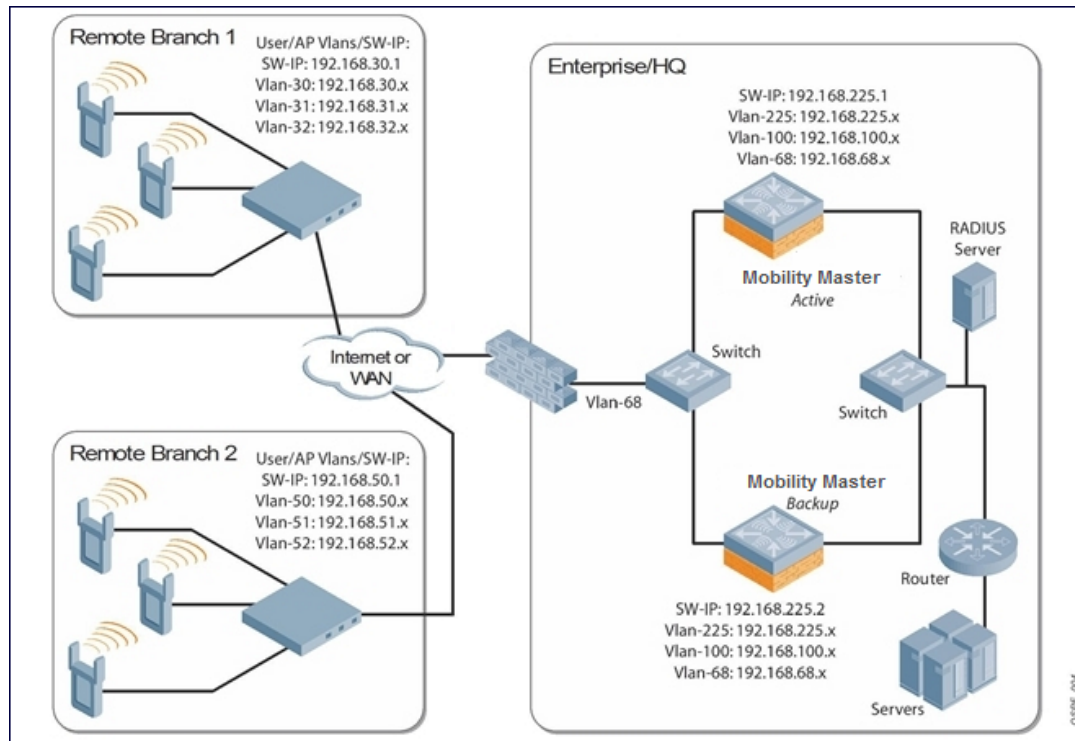 Remote Branch 1
User/AP Vlans/SW-IP:
SW-IP: 192.168.30.1
Vlan-30: 192.168.30.x
Vlan-31: 192.168.31.x
Vlan-32: 192.168.32.x
Enterprise/HQ
SW-IP: 192.168.225.1
Vlan-225: 192.168.225.x
Vlan-100: 192.168.100.x
Vlan-68: 192.168.68.x
RADIUS
Server
Mobility Master
Active
Internet or
WAN
Switch
Vlan-68
Switch
Remote Branch 2
User/AP Vlans/SW-IP:
SW-IP: 192.168.50.1
Vlan-50: 192.168.50.x
Vlan-51: 192.168.51.x
Vlan-52: 192.168.52.x
Mobility Master
Backup
Router
SW-IP: 192.168.225.2
Vlan-225: 192.168.225.x
Vlan-100: 192.168.100.x
Vlan-68: 192.168.68.x
Servers